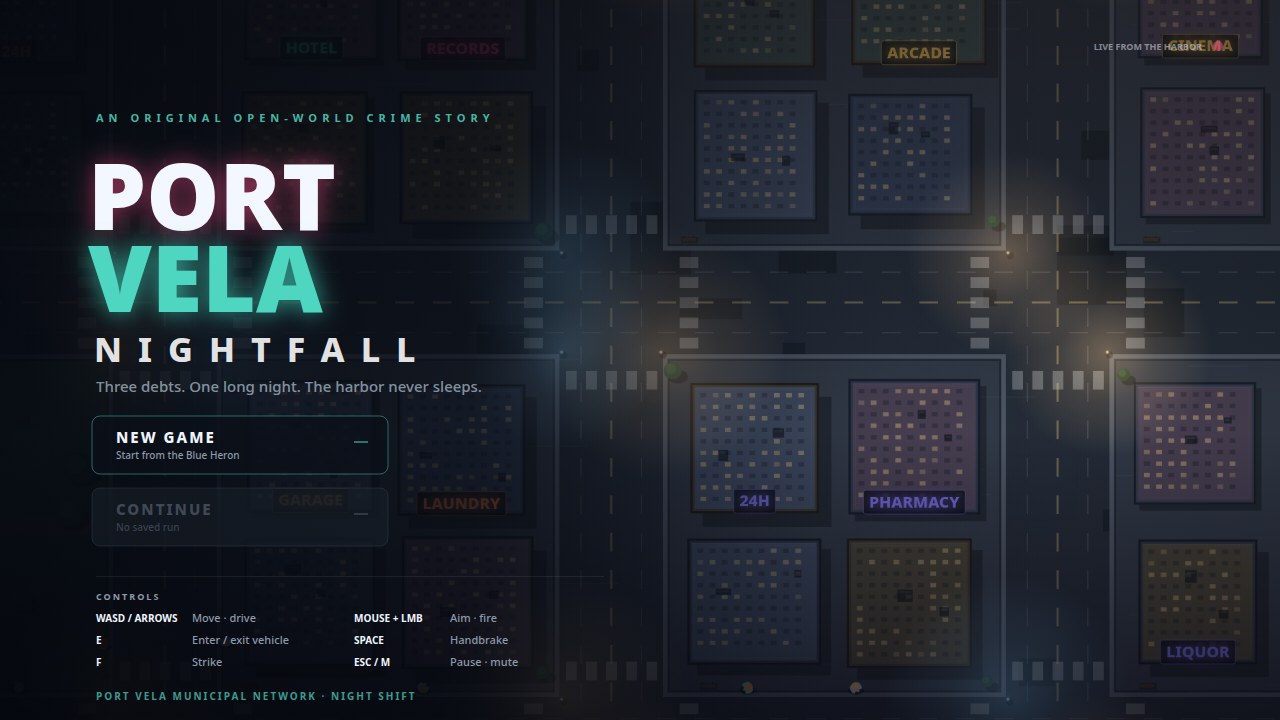 24H
HOTEL
RECORDS
ARCADE
LIVE FROM THE HARBOR
CINEMA
AN ORIGINAL OPEN-WORLD CRIME STORY
PORT
VELA
NIGHTFALL
Three debts. One long night. The harbor never sleeps.
NEW GAME
Start from the Blue Heron
CONTINUE
No saved run
GARAGE
LAUNDRY
24H
PHARMACY
CONTROLS
WASD / ARROWS Move · drive MOUSE + LMB Aim · fire
E Enter / exit vehicle SPACE Handbrake
F Strike ESC / M Pause · mute
LIQUOR
PORT VELA MUNICIPAL NETWORK · NIGHT SHIFT